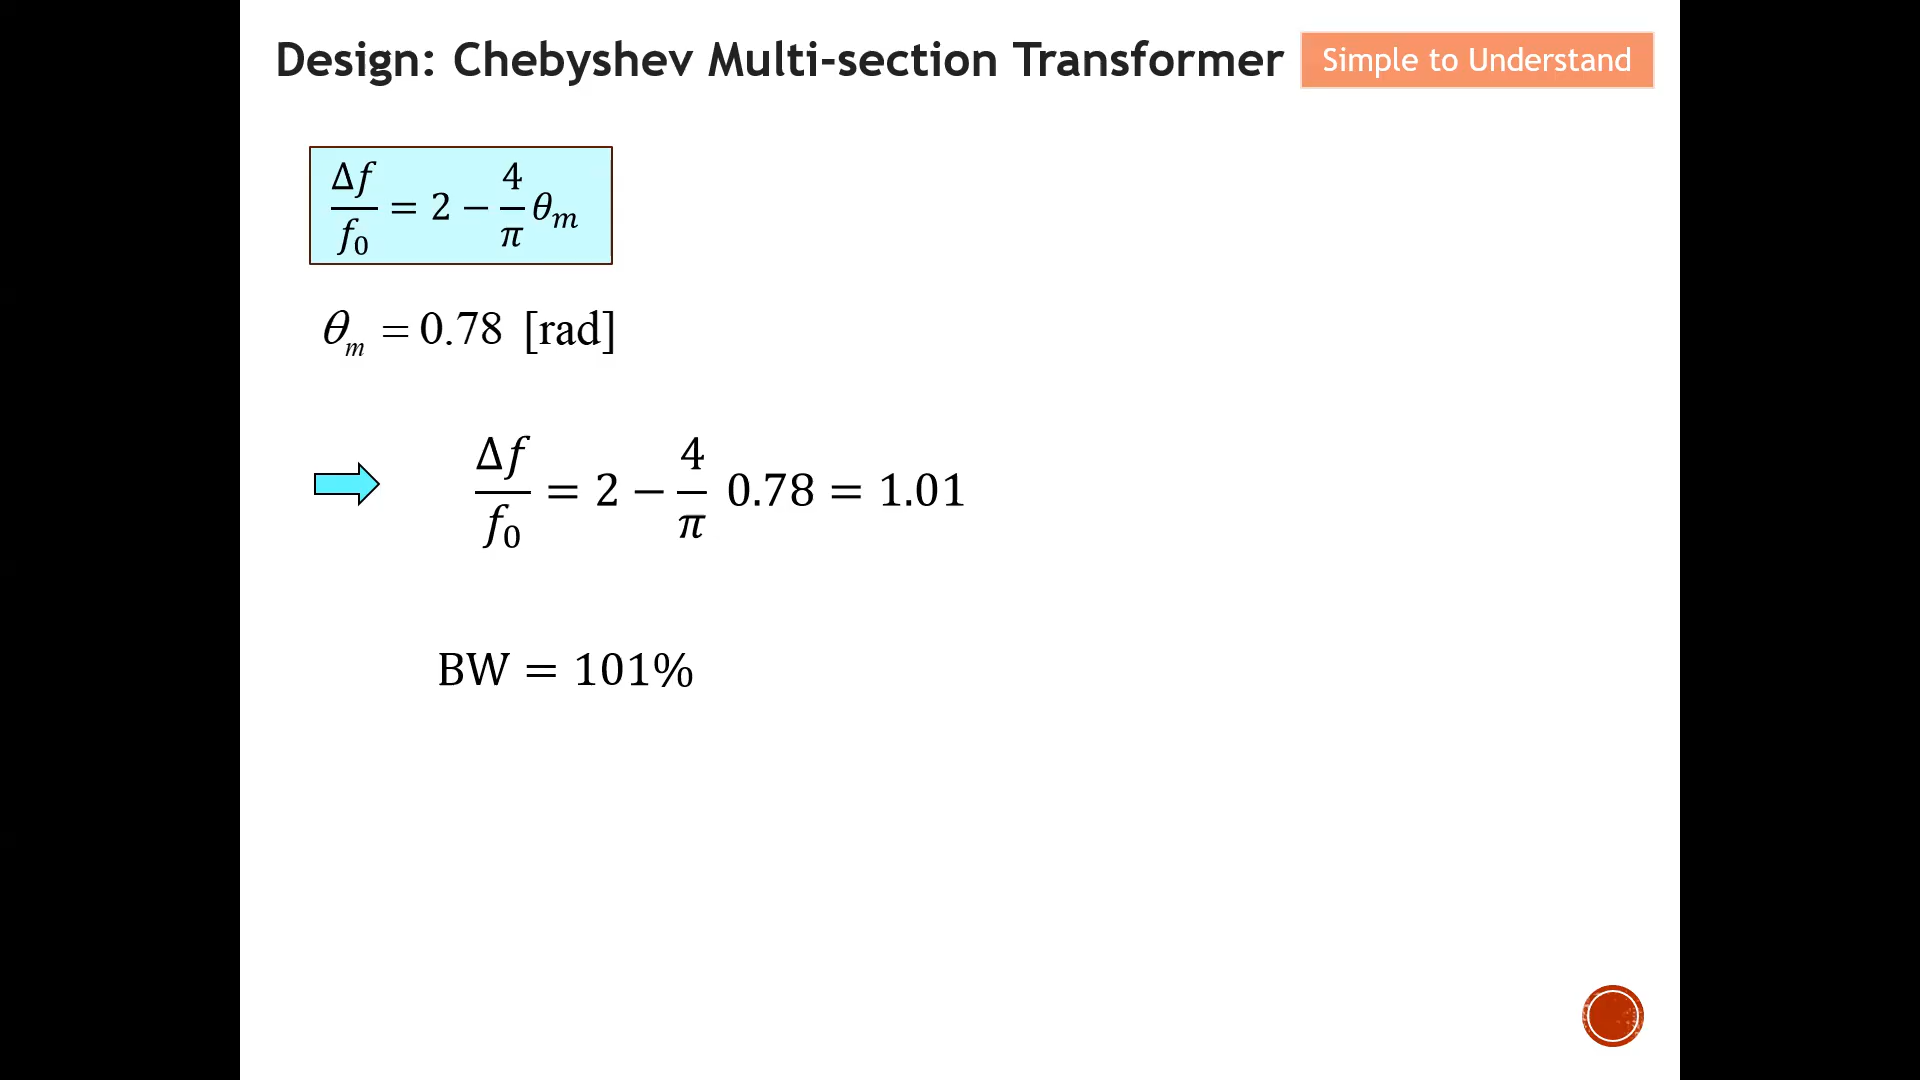 Design: Chebyshev Multi-section Transformer
Simple to Understand
Δf/f₀ = 2 − 4/π θₘ
θₘ = 0.78 [rad]
Δf/f₀ = 2 − 4/π 0.78 = 1.01
BW = 101%